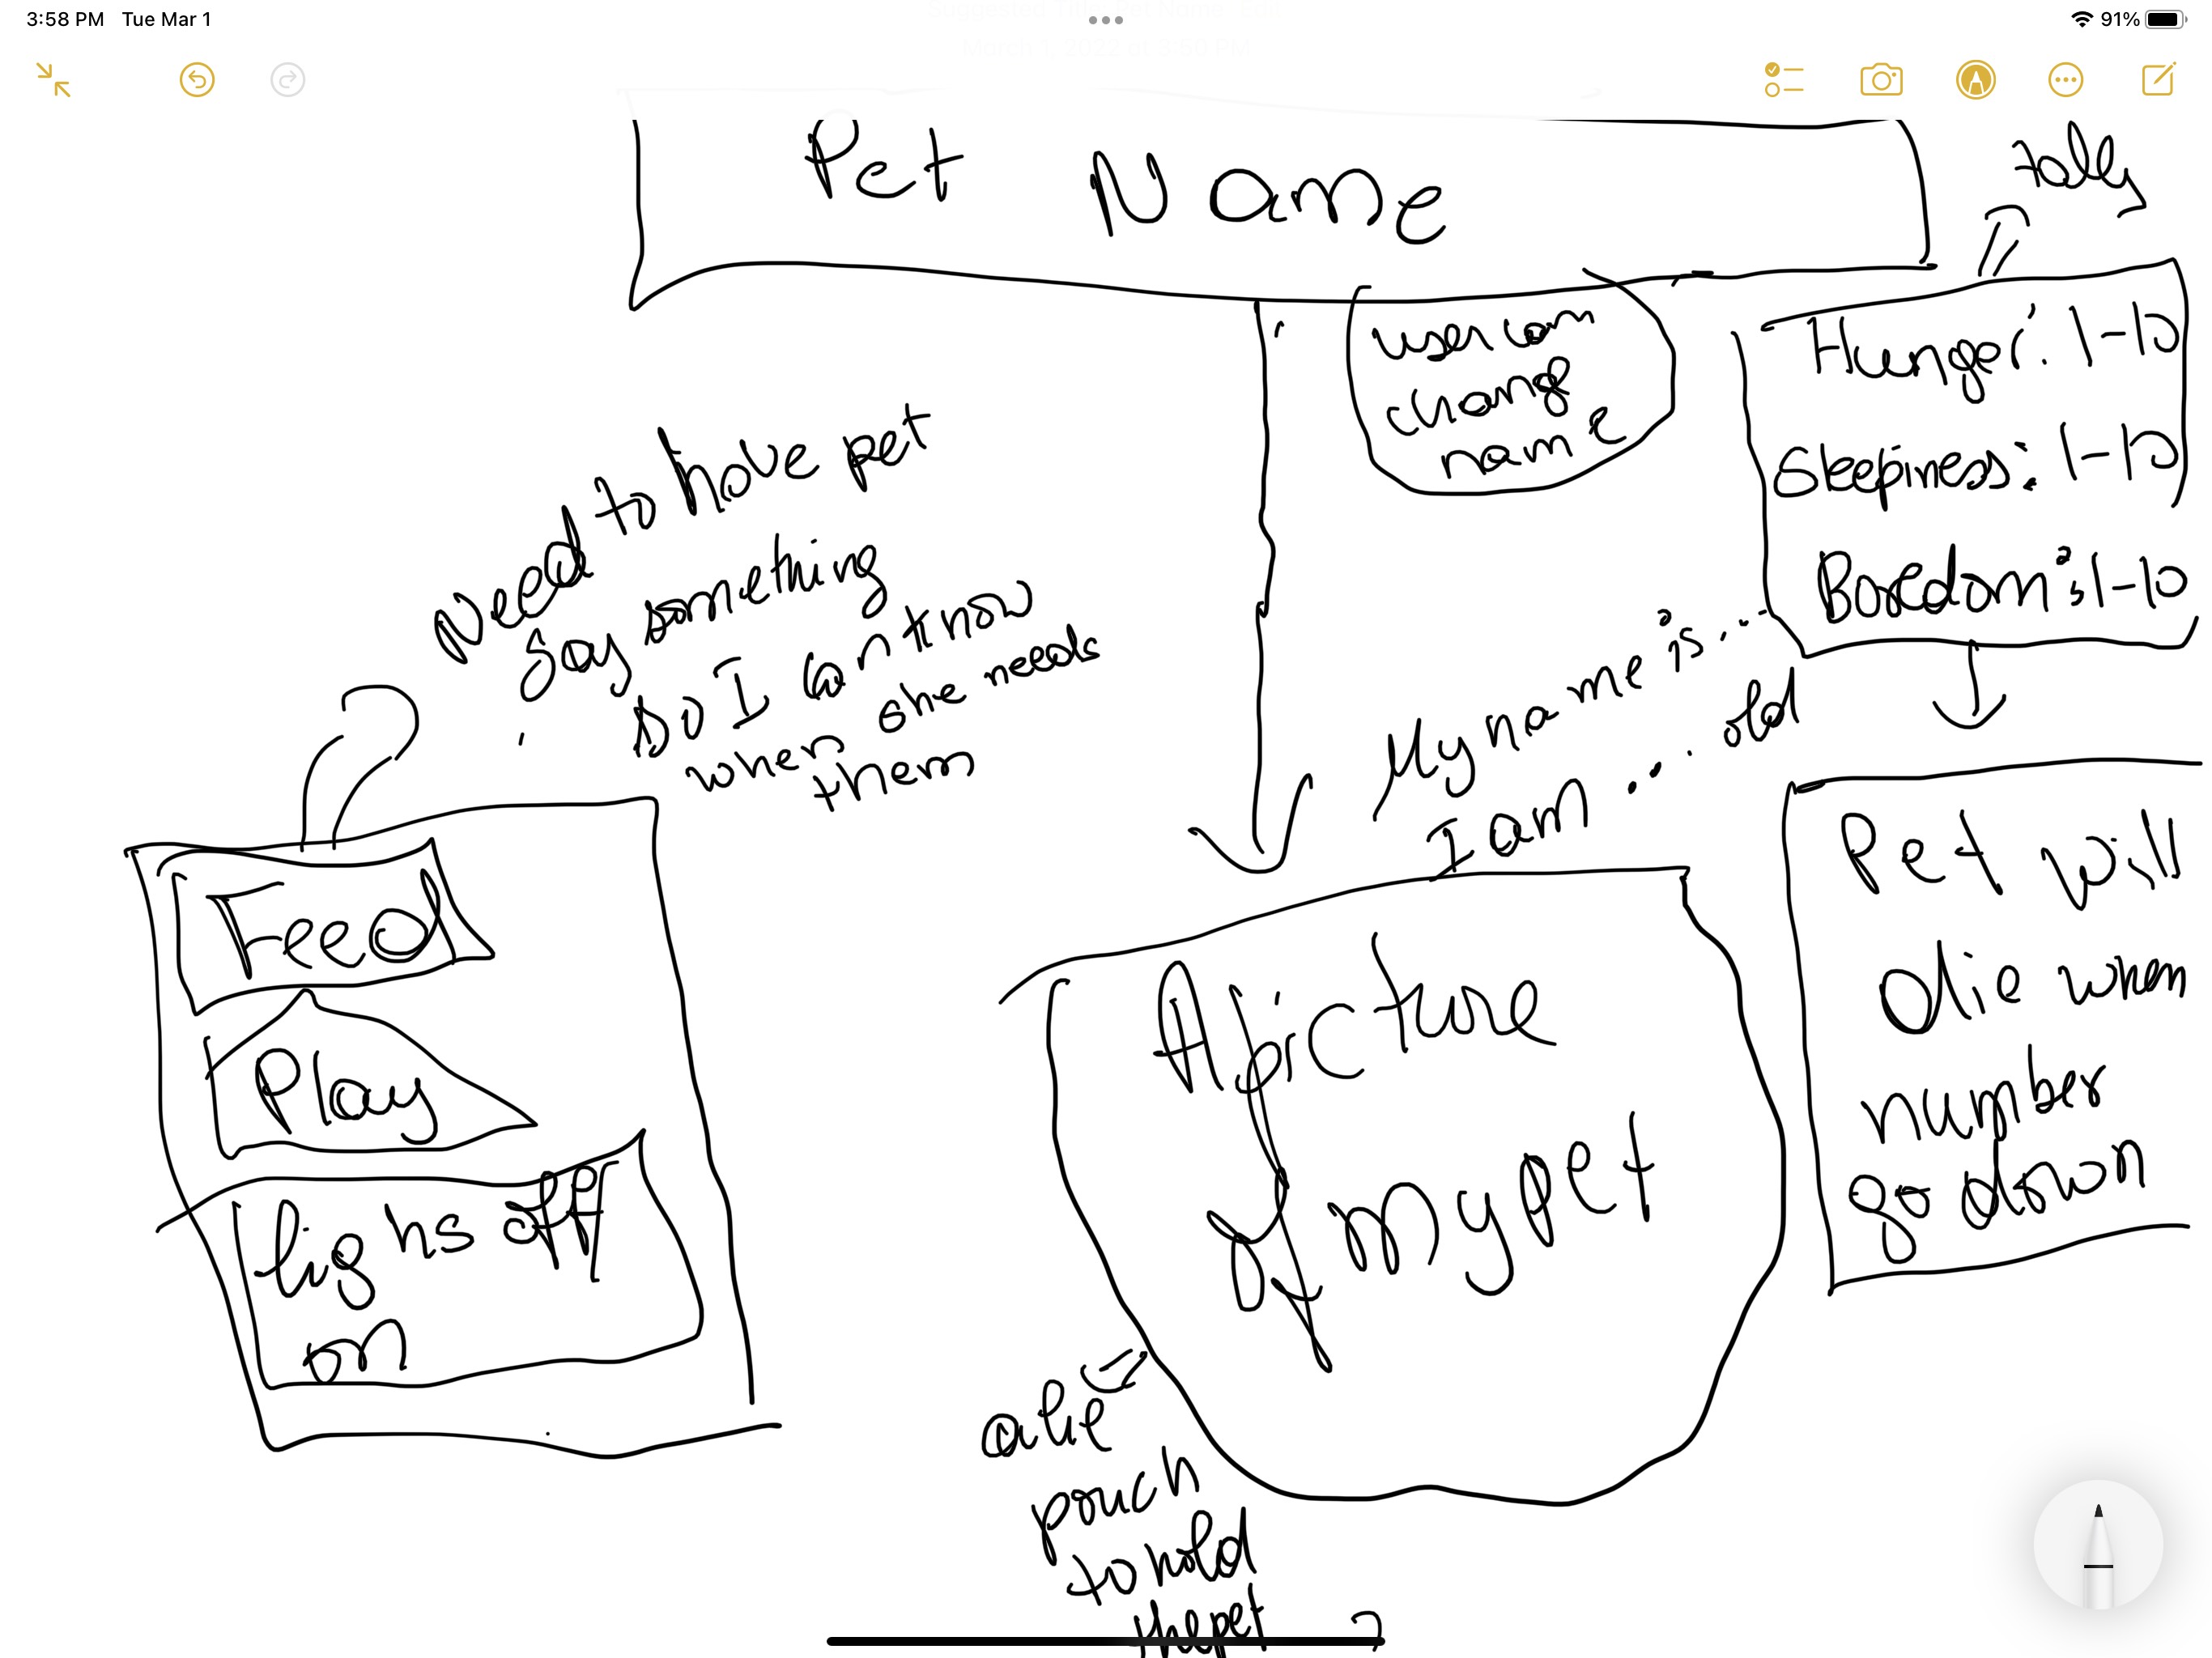 3:58 PM Tue Mar 1
91%
Pet Name
tally
user can
change
name
Hunger: 1-10
Sleepiness: 1-10
Boredom: 1-10
Need to have pet
say something
so I can know
when she needs
them
My name is...
I am ... old
Feed
Play
lighs off
on
A picture
of my pet
Pet will
die when
number
go down
pouch
to hold
the pet